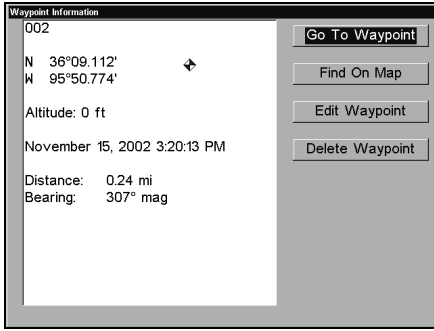 Waypoint Information
002
N 36°09.112'
W 95°50.774'
Altitude: 0 ft
November 15, 2002 3:20:13 PM
Distance: 0.24 mi
Bearing: 307° mag
Go To Waypoint
Find On Map
Edit Waypoint
Delete Waypoint